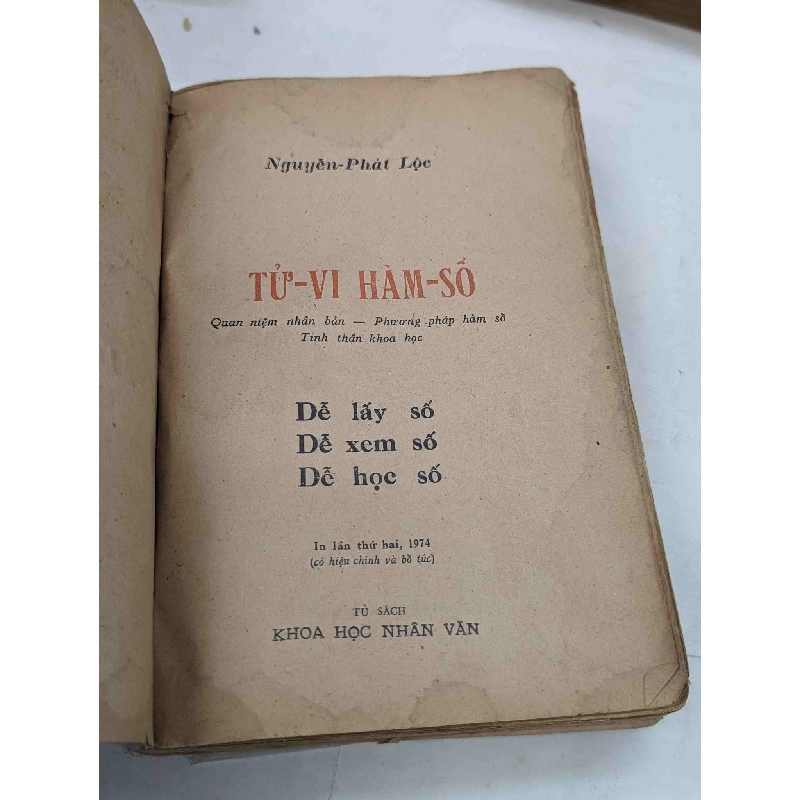 Nguyễn-Phát Lộc
TỬ-VI HÀM-SỐ
Quan niệm nhân bản — Phương pháp hàm số
Tinh thần khoa học
Dễ lấy số
Dễ xem số
Dễ học số
In lần thứ hai, 1974
(có hiệu chính và bổ túc)
TỦ SÁCH
KHOA HỌC NHÂN VĂN